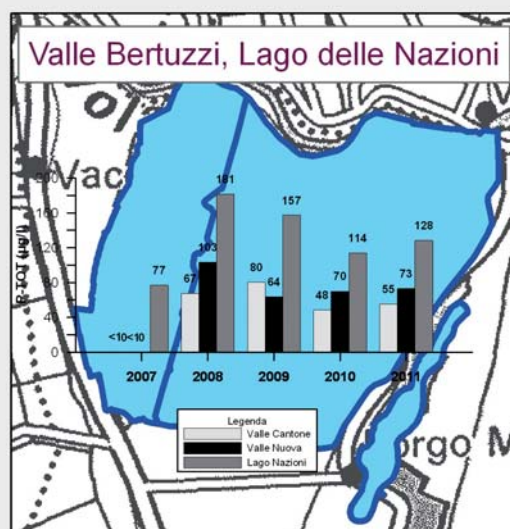 Valle Bertuzzi, Lago delle Nazioni
Vac
200
181
160
157
120
128
114
103
80
77
67
80
64
48
70
55
73
40
<10<10
0
2007 2008 2009 2010 2011
Legenda
Valle Cantone
Valle Nuova
Lago Nazioni
orgo M